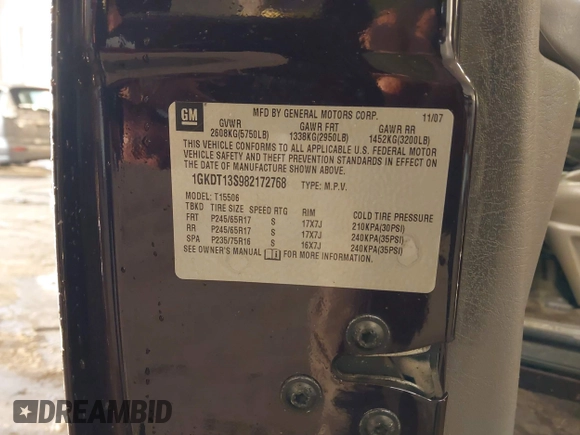 GM
MFD BY GENERAL MOTORS CORP. 11/07
GVWR GAWR FRT GAWR RR
2608KG(5750LB) 1338KG(2950LB) 1452KG(3200LB)
THIS VEHICLE CONFORMS TO ALL APPLICABLE U.S. FEDERAL MOTOR
VEHICLE SAFETY AND THEFT PREVENTION STANDARDS IN EFFECT ON
THE DATE OF MANUFACTURE SHOWN ABOVE.
1GKDT13S982172768 TYPE: M.P.V.
MODEL: T15506
TBKD TIRE SIZE SPEED RTG RIM COLD TIRE PRESSURE
FRT P245/65R17 S 17X7J 210KPA(30PSI)
RR P245/65R17 S 17X7J 240KPA(35PSI)
SPA P235/75R16 S 16X7J 240KPA(35PSI)
SEE OWNER'S MANUAL FOR MORE INFORMATION.
DREAMBID